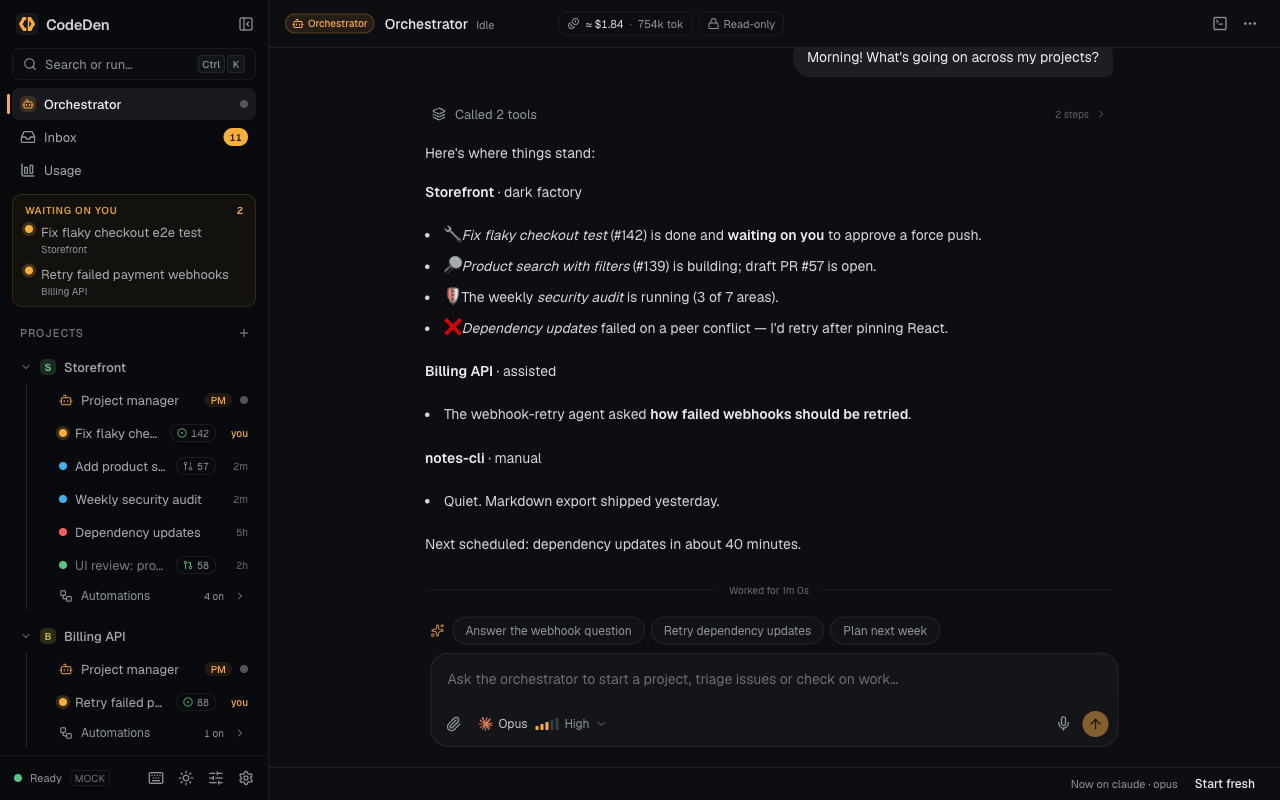 CodeDen
Search or run… Ctrl K
Orchestrator
Inbox 11
Usage
WAITING ON YOU 2
Fix flaky checkout e2e test
Storefront
Retry failed payment webhooks
Billing API
PROJECTS
S Storefront
Project manager PM
Fix flaky che… 142 you
Add product s… 57 2m
Weekly security audit 2m
Dependency updates 5h
UI review: pro… 58 2h
Automations 4 on
B Billing API
Project manager PM
Retry failed p… 88 you
Automations 1 on
Ready MOCK
Orchestrator Orchestrator Idle ≈ $1.84 · 754k tok Read-only
Morning! What's going on across my projects?
Called 2 tools 2 steps
Here's where things stand:
Storefront · dark factory
• Fix flaky checkout test (#142) is done and waiting on you to approve a force push.
• Product search with filters (#139) is building; draft PR #57 is open.
• The weekly security audit is running (3 of 7 areas).
• Dependency updates failed on a peer conflict — I'd retry after pinning React.
Billing API · assisted
• The webhook-retry agent asked how failed webhooks should be retried.
notes-cli · manual
• Quiet. Markdown export shipped yesterday.
Next scheduled: dependency updates in about 40 minutes.
Worked for 1m 0s
Answer the webhook question Retry dependency updates Plan next week
Ask the orchestrator to start a project, triage issues or check on work…
Opus High
Now on claude · opus Start fresh